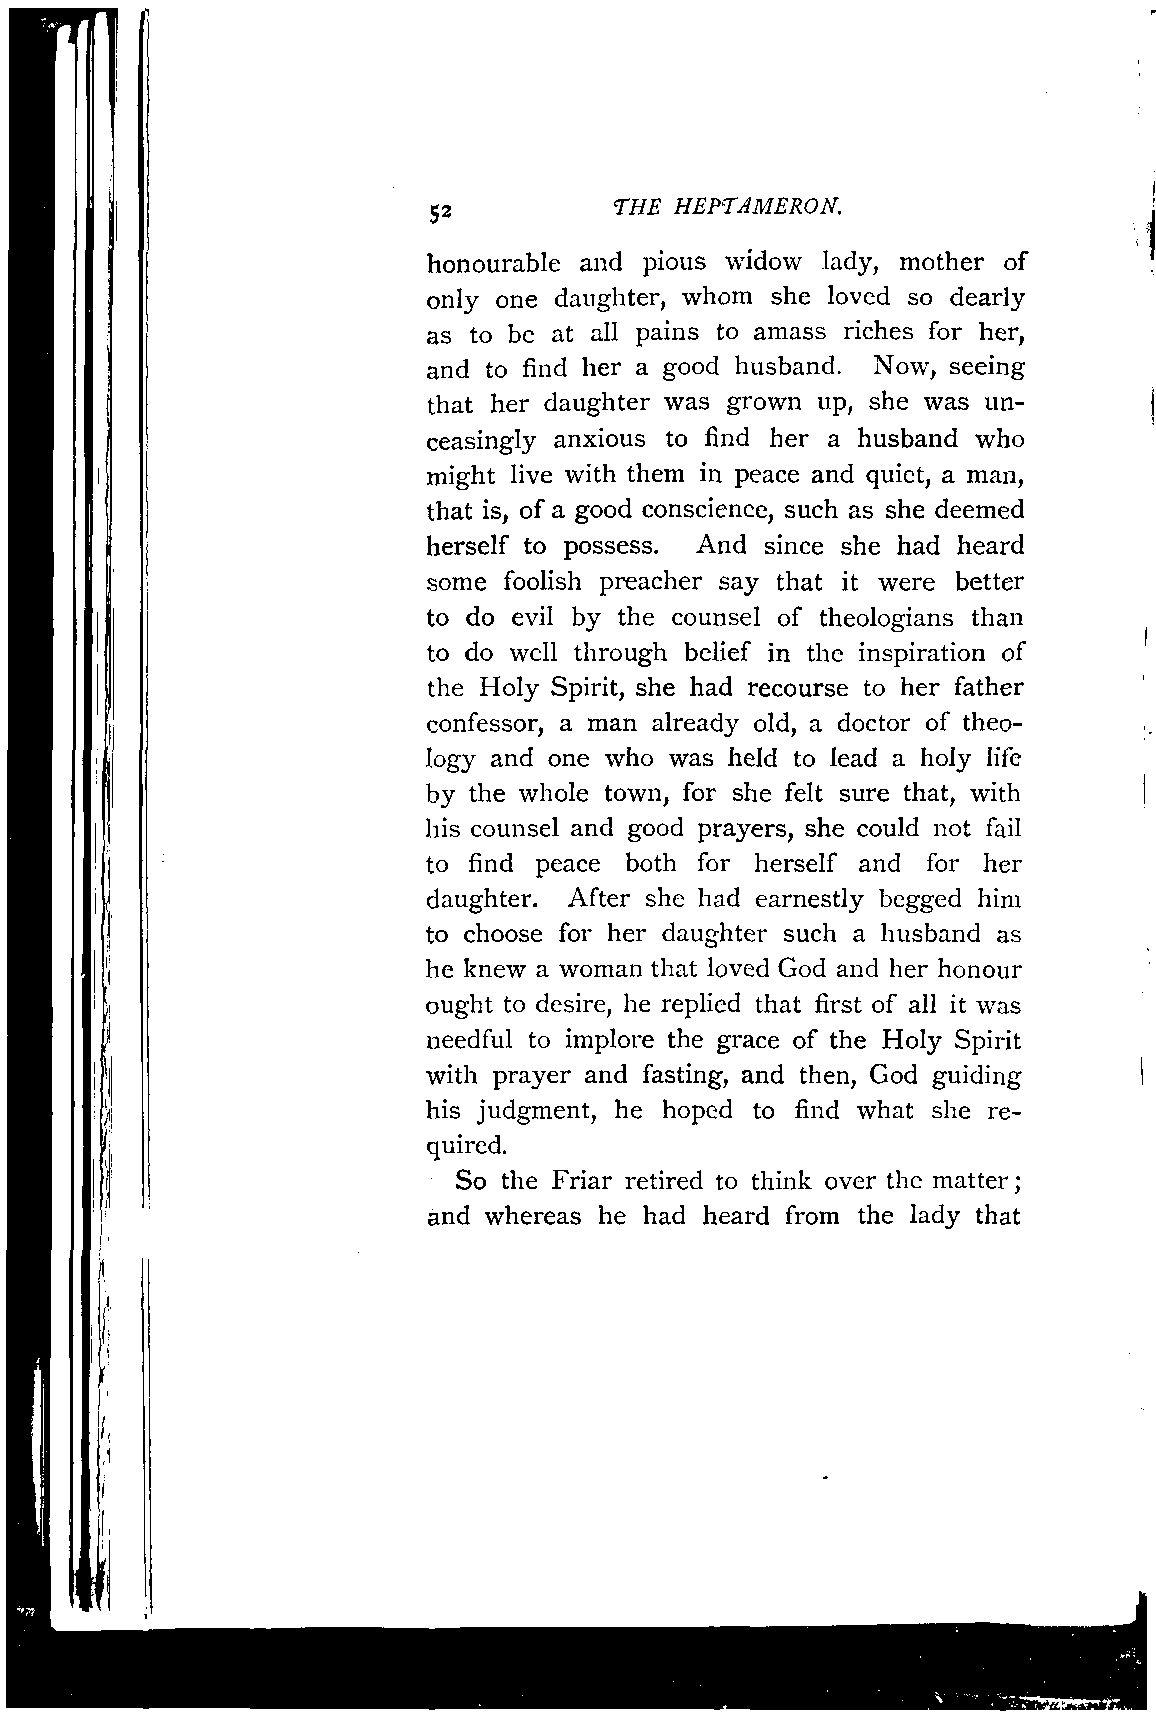 52 THE HEPTAMERON.
honourable and pious widow lady, mother of
only one daughter, whom she loved so dearly
as to be at all pains to amass riches for her,
and to find her a good husband. Now, seeing
that her daughter was grown up, she was un-
ceasingly anxious to find her a husband who
might live with them in peace and quiet, a man,
that is, of a good conscience, such as she deemed
herself to possess. And since she had heard
some foolish preacher say that it were better
to do evil by the counsel of theologians than
to do well through belief in the inspiration of
the Holy Spirit, she had recourse to her father
confessor, a man already old, a doctor of theo-
logy and one who was held to lead a holy life
by the whole town, for she felt sure that, with
his counsel and good prayers, she could not fail
to find peace both for herself and for her
daughter. After she had earnestly begged him
to choose for her daughter such a husband as
he knew a woman that loved God and her honour
ought to desire, he replied that first of all it was
needful to implore the grace of the Holy Spirit
with prayer and fasting, and then, God guiding
his judgment, he hoped to find what she re-
quired.
So the Friar retired to think over the matter;
and whereas he had heard from the lady that